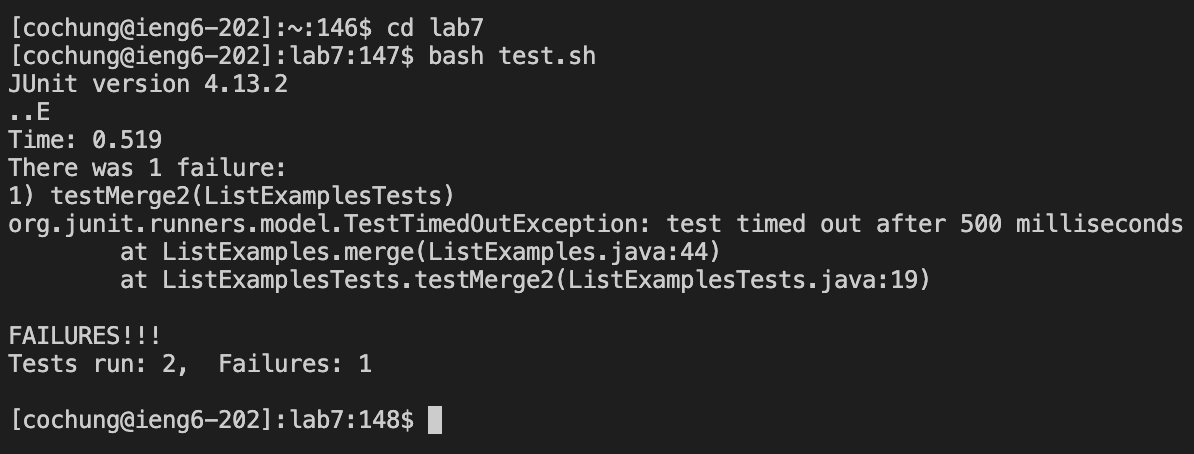 [cochung@ieng6-202]:~:146$ cd lab7
[cochung@ieng6-202]:lab7:147$ bash test.sh
JUnit version 4.13.2
..E
Time: 0.519
There was 1 failure:
1) testMerge2(ListExamplesTests)
org.junit.runners.model.TestTimedOutException: test timed out after 500 milliseconds
        at ListExamples.merge(ListExamples.java:44)
        at ListExamplesTests.testMerge2(ListExamplesTests.java:19)

FAILURES!!!
Tests run: 2,  Failures: 1

[cochung@ieng6-202]:lab7:148$